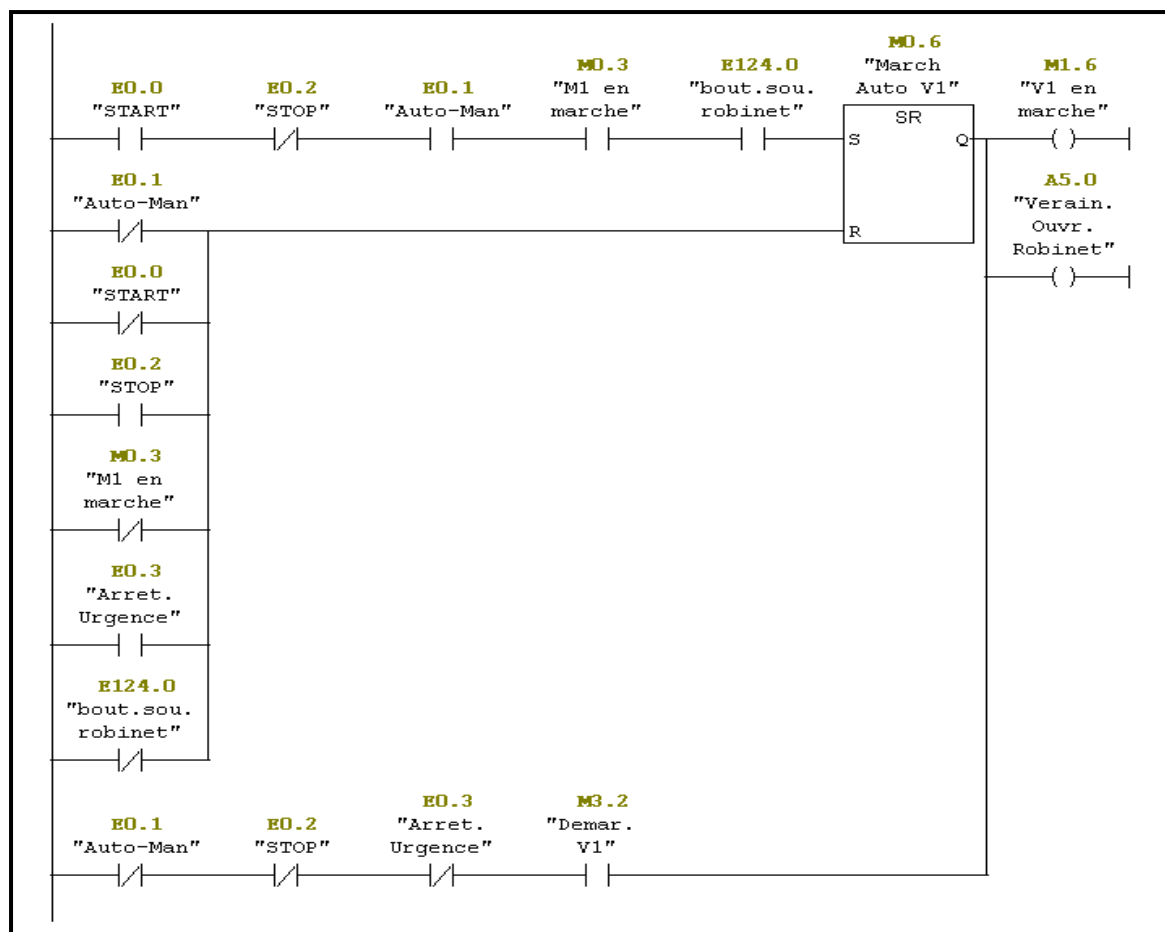 M0.6
"March
Auto V1"
M0.3
"M1 en
marche"
E124.0
"bout.sou.
robinet"
M1.6
"V1 en
marche"
E0.0
"START"
E0.2
"STOP"
E0.1
"Auto-Man"
SR
S
Q
E0.1
"Auto-Man"
R
A5.0
"Verain.
Ouvr.
Robinet"
E0.0
"START"
E0.2
"STOP"
M0.3
"M1 en
marche"
E0.3
"Arret.
Urgence"
E124.0
"bout.sou.
robinet"
E0.1
"Auto-Man"
E0.2
"STOP"
E0.3
"Arret.
Urgence"
M3.2
"Demar.
V1"